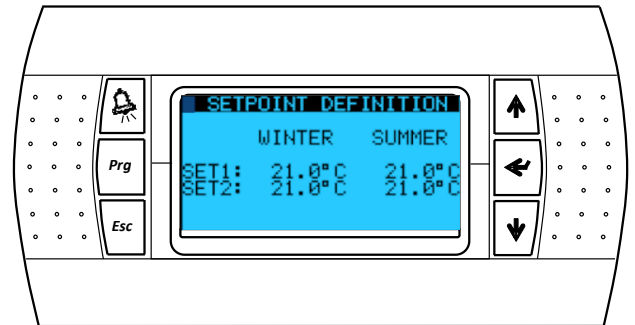 SETPOINT DEFINITION
WINTER SUMMER
Prg
SET1: 21.0°C 21.0°C
SET2: 21.0°C 21.0°C
Esc